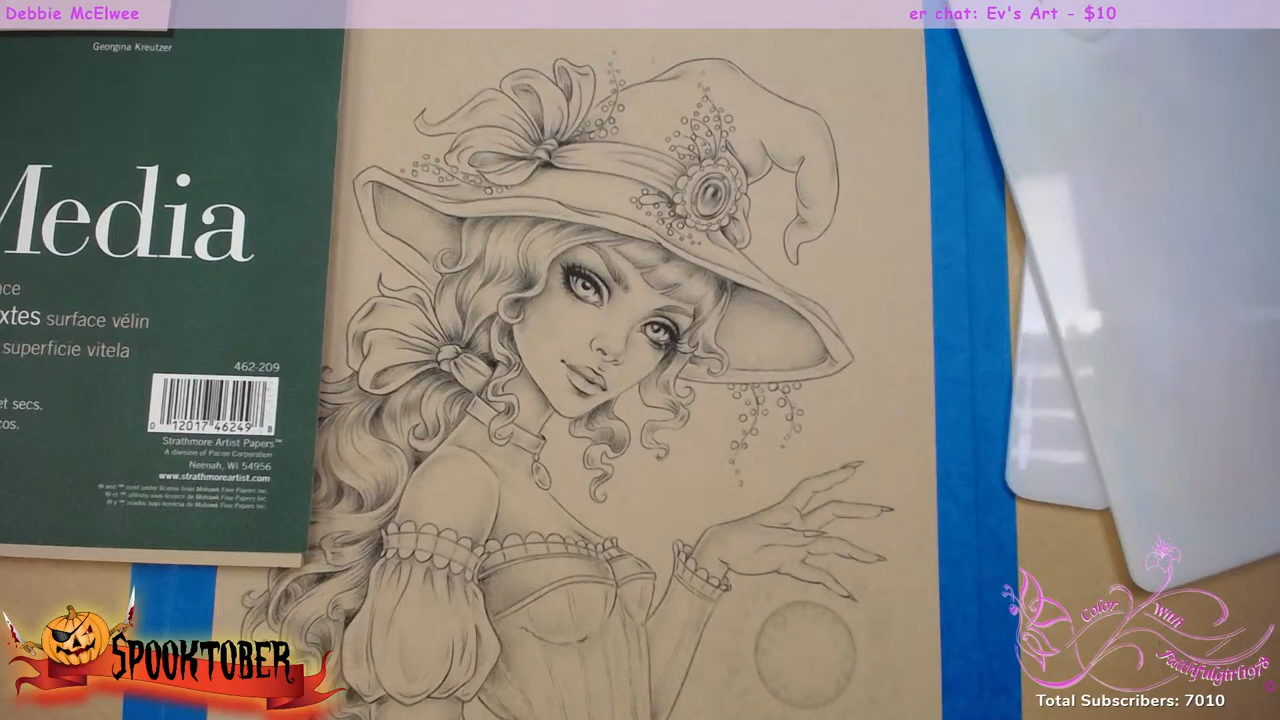 Debbie McElwee
er chat: Ev's Art - $10
Georgina Kreutzer
Media
ce
xtes surface vélin
superficie vitela
462-209
et secs.
cos.
0 12017 46249 8
Strathmore Artist Papers™
A division of Pacon Corporation
Neenah, WI 54956
www.strathmoreartist.com
SPOOKTOBER
Color With
Faithfulgirl1978
Total Subscribers: 7010